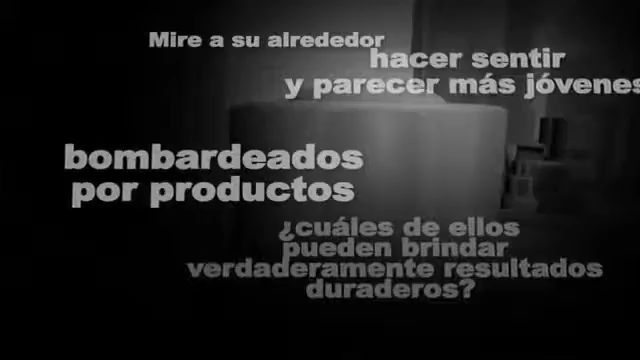 Mire a su alrededor
hacer sentir
y parecer más jóvenes
bombardeados
por productos
¿cuáles de ellos
pueden brindar
verdaderamente resultados
duraderos?